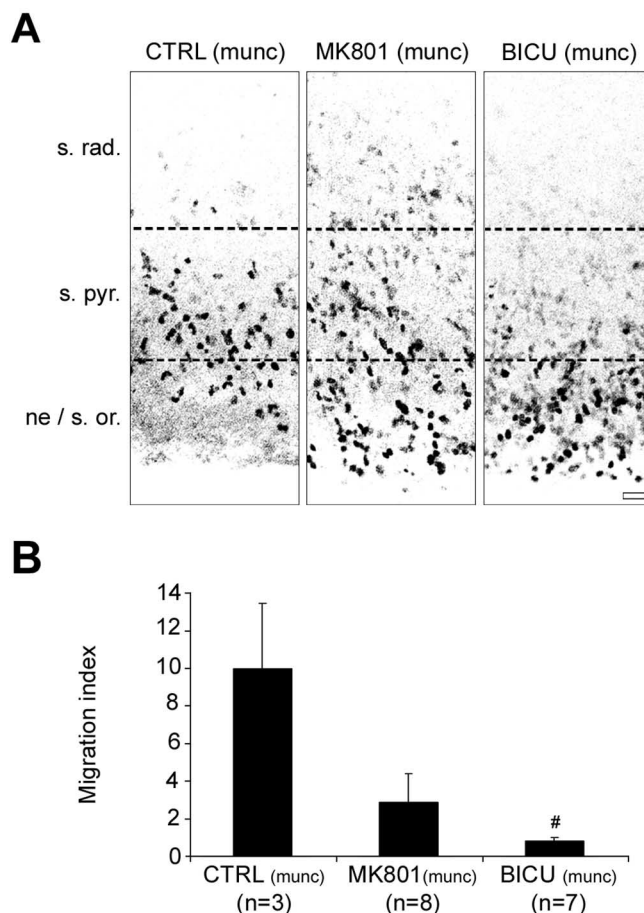 A
CTRL (munc) MK801 (munc) BICU (munc)
s. rad.
s. pyr.
ne / s. or.
B
Migration index
14
12
10
8
6
4
2
0
#
CTRL (munc) MK801 (munc) BICU (munc)
(n=3) (n=8) (n=7)